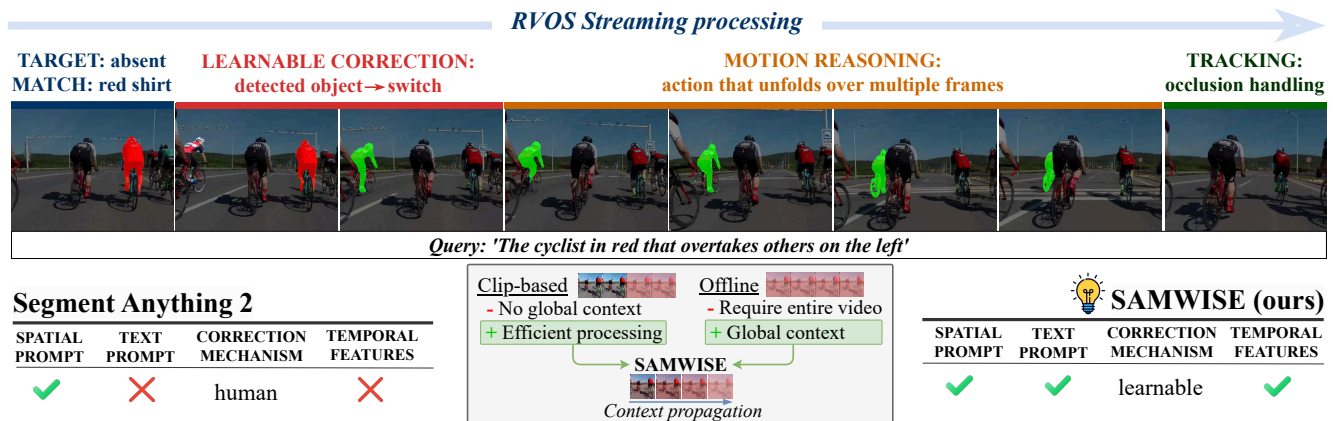 RVOS Streaming processing
TARGET: absent
MATCH: red shirt
LEARNABLE CORRECTION:
detected object→switch
MOTION REASONING:
action that unfolds over multiple frames
TRACKING:
occlusion handling
Query: 'The cyclist in red that overtakes others on the left'
Segment Anything 2
SPATIAL PROMPT
TEXT PROMPT
CORRECTION MECHANISM
TEMPORAL FEATURES
human
Clip-based
- No global context
+ Efficient processing
Offline
- Require entire video
+ Global context
SAMWISE
Context propagation
SAMWISE (ours)
SPATIAL PROMPT
TEXT PROMPT
CORRECTION MECHANISM
TEMPORAL FEATURES
learnable